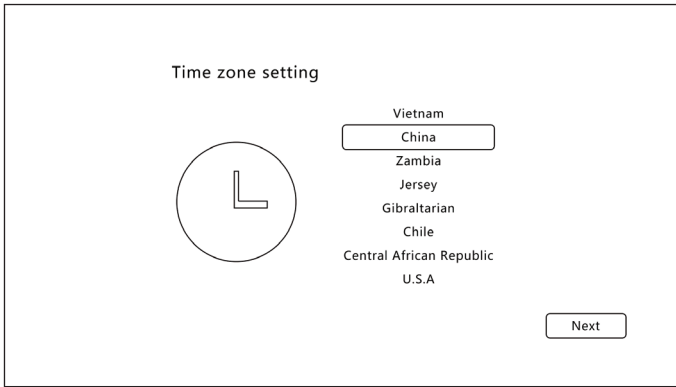 Time zone setting
Vietnam
China
Zambia
Jersey
Gibraltarian
Chile
Central African Republic
U.S.A
Next